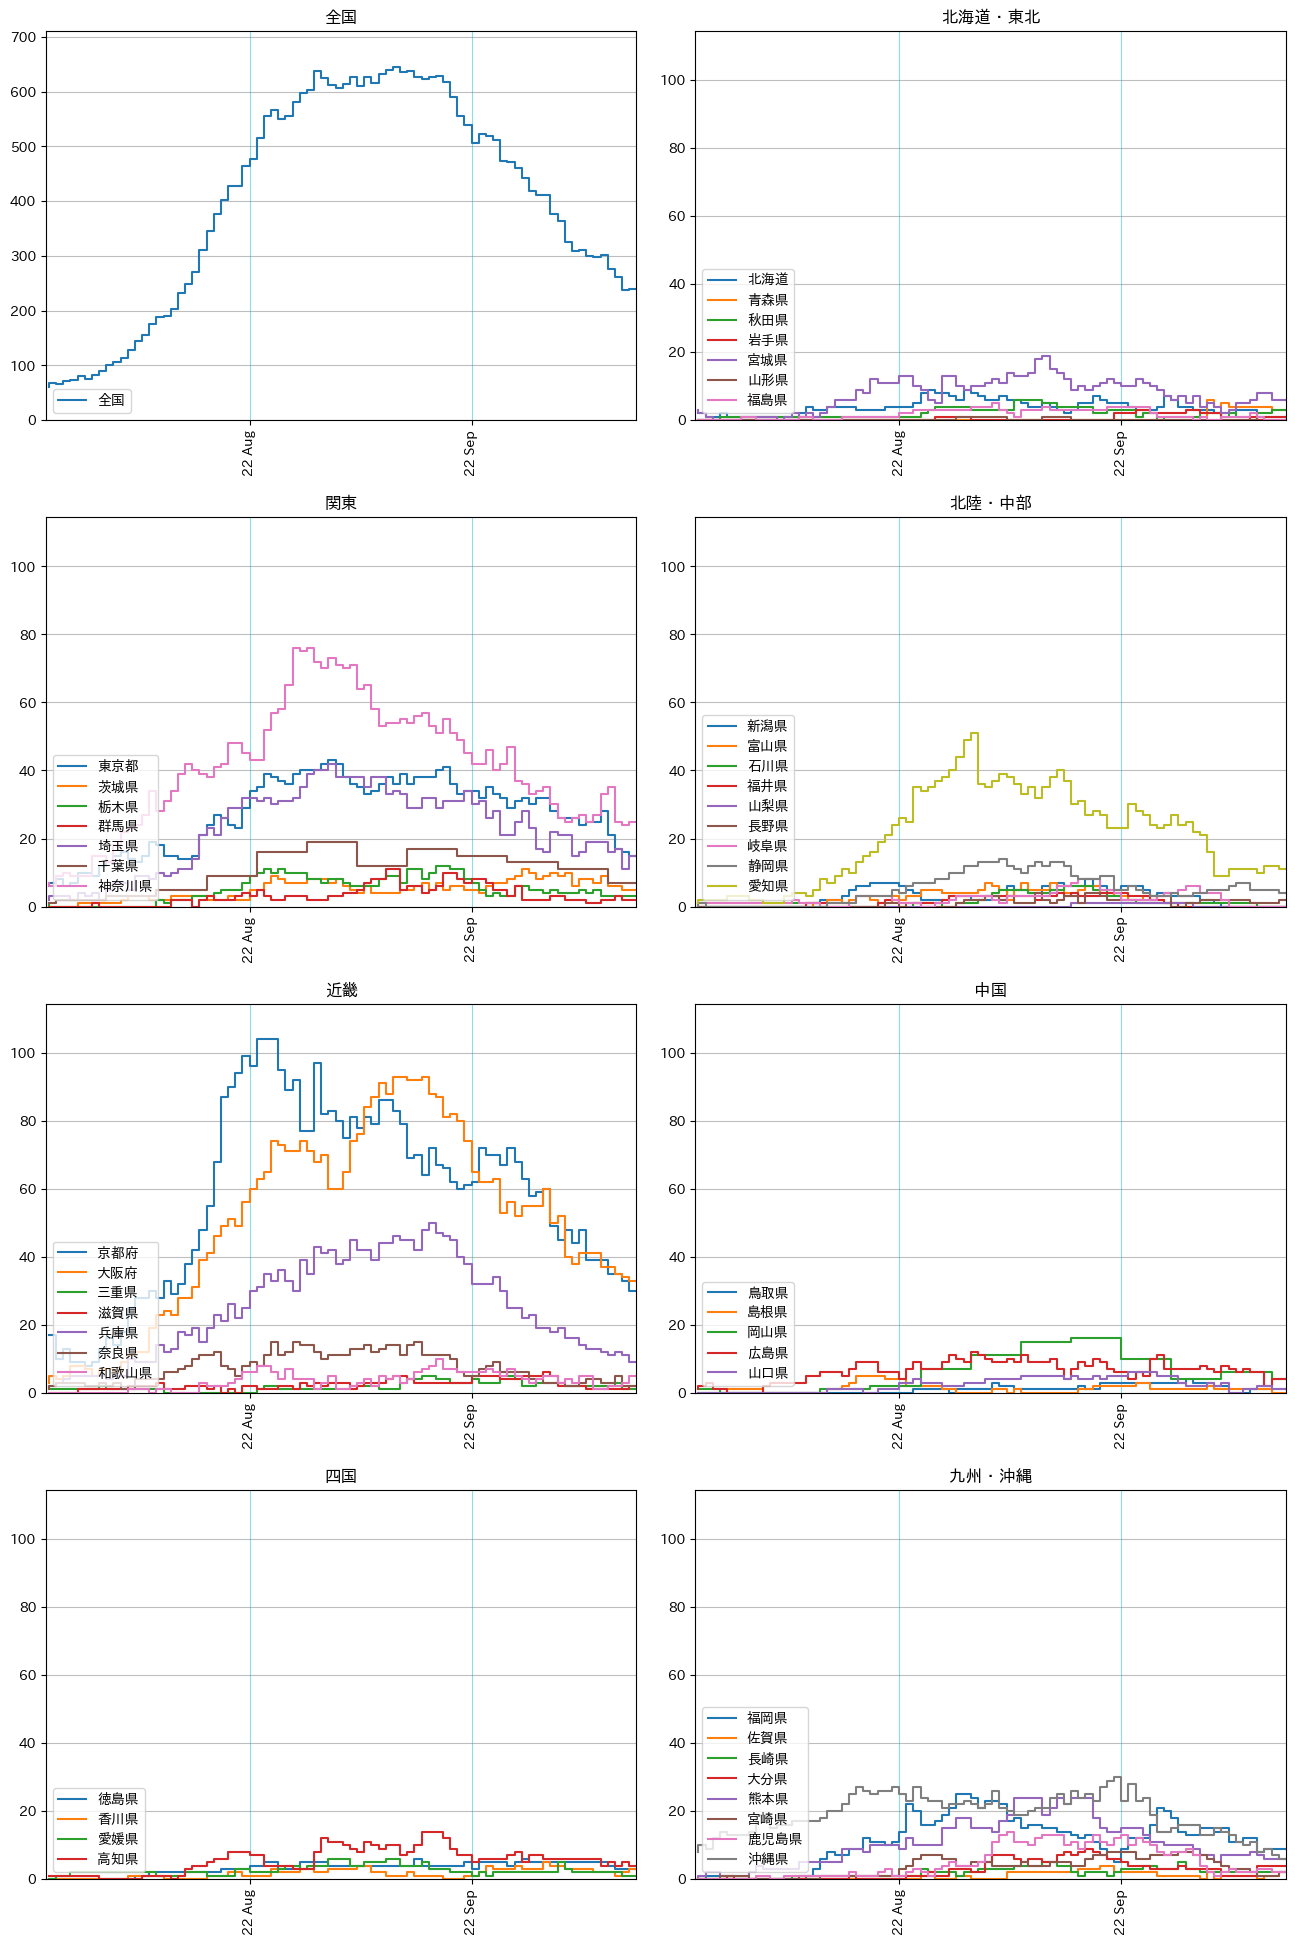 全国
700
600
500
400
300
200
100
0
全国
22 Aug
22 Sep
北海道・東北
100
80
60
40
20
0
北海道
青森県
秋田県
岩手県
宮城県
山形県
福島県
22 Aug
22 Sep
関東
100
80
60
40
20
0
東京都
茨城県
栃木県
群馬県
埼玉県
千葉県
神奈川県
22 Aug
22 Sep
北陸・中部
100
80
60
40
20
0
新潟県
富山県
石川県
福井県
山梨県
長野県
岐阜県
静岡県
愛知県
22 Aug
22 Sep
近畿
100
80
60
40
20
0
京都府
大阪府
三重県
滋賀県
兵庫県
奈良県
和歌山県
22 Aug
22 Sep
中国
100
80
60
40
20
0
鳥取県
島根県
岡山県
広島県
山口県
22 Aug
22 Sep
四国
100
80
60
40
20
0
徳島県
香川県
愛媛県
高知県
22 Aug
22 Sep
九州・沖縄
100
80
60
40
20
0
福岡県
佐賀県
長崎県
大分県
熊本県
宮崎県
鹿児島県
沖縄県
22 Aug
22 Sep